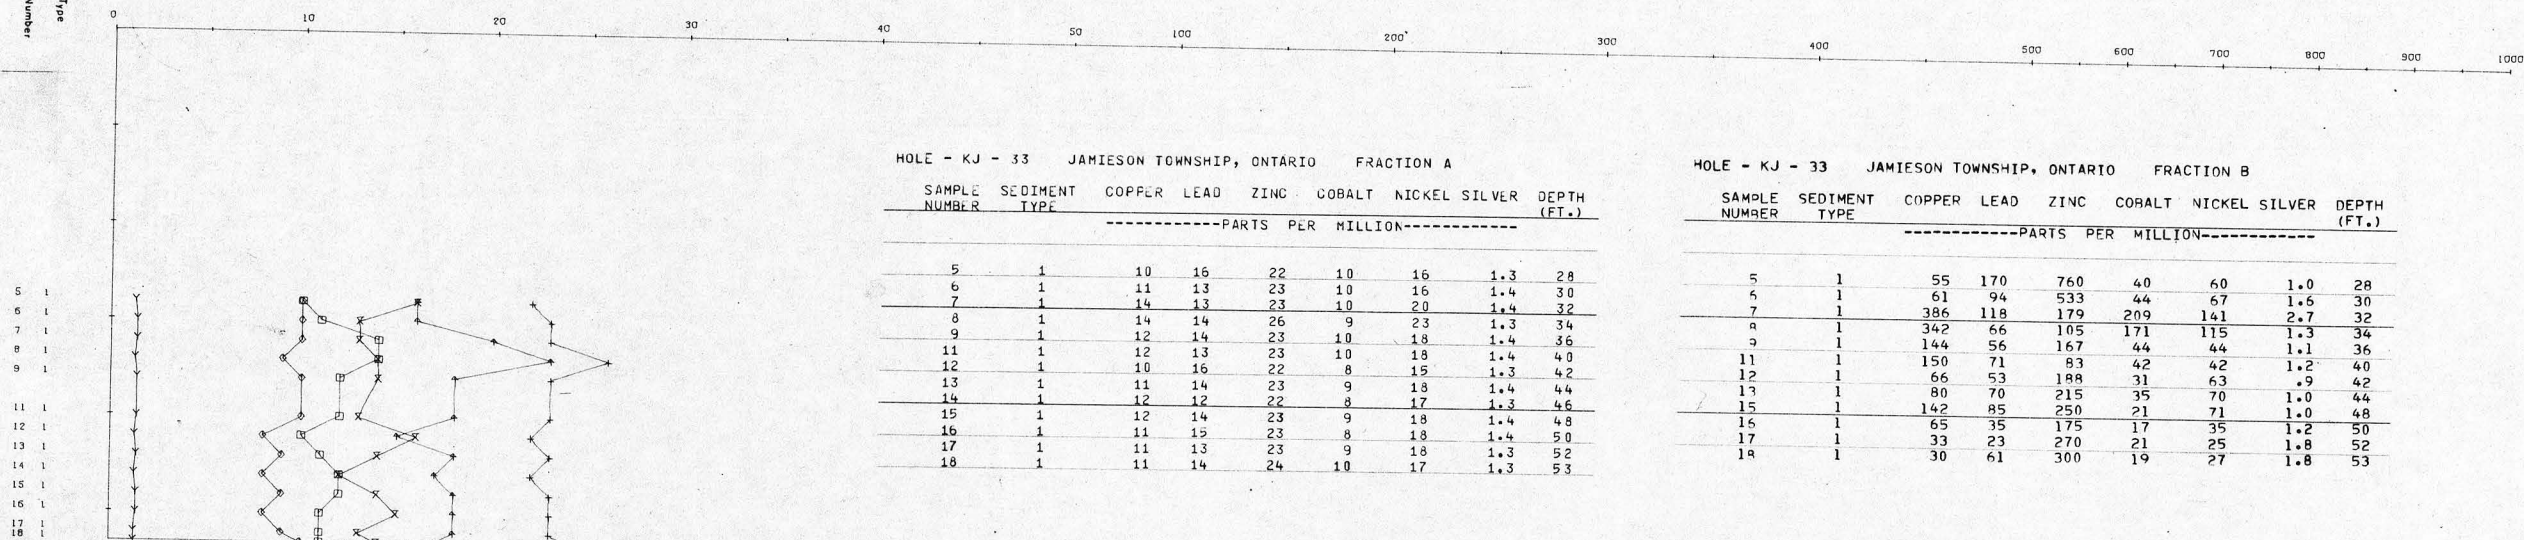 Number Type
0 10 20 30 40 50 100 200 300 400 500 600 700 800 900 1000
HOLE - KJ - 33 JAMIESON TOWNSHIP, ONTARIO FRACTION A
SAMPLE SEDIMENT COPPER LEAD ZINC COBALT NICKEL SILVER DEPTH
NUMBER TYPE (FT.)
------------PARTS PER MILLION------------
5 1 10 16 22 10 16 1.3 28
6 1 11 13 23 10 16 1.4 30
7 1 14 13 23 10 20 1.4 32
8 1 14 14 26 9 23 1.3 34
9 1 12 14 23 10 18 1.4 36
11 1 12 13 23 10 18 1.4 40
12 1 10 16 22 8 15 1.3 42
13 1 11 14 23 9 18 1.4 44
14 1 12 12 22 8 17 1.3 46
15 1 12 14 23 9 18 1.4 48
16 1 11 15 23 8 18 1.4 50
17 1 11 13 23 9 18 1.3 52
18 1 11 14 24 10 17 1.3 53
HOLE - KJ - 33 JAMIESON TOWNSHIP, ONTARIO FRACTION B
SAMPLE SEDIMENT COPPER LEAD ZINC COBALT NICKEL SILVER DEPTH
NUMBER TYPE (FT.)
------------PARTS PER MILLION------------
5 1 55 170 760 40 60 1.0 28
6 1 61 94 533 44 67 1.6 30
7 1 386 118 179 209 141 2.7 32
8 1 342 66 105 171 115 1.3 34
9 1 144 56 167 44 44 1.1 36
11 1 150 71 83 42 42 1.2 40
12 1 66 53 188 31 63 .9 42
13 1 80 70 215 35 70 1.0 44
15 1 142 85 250 21 71 1.0 48
16 1 65 35 175 17 35 1.2 50
17 1 33 23 270 21 25 1.8 52
18 1 30 61 300 19 27 1.8 53
5 1
6 1
7 1
8 1
9 1
11 1
12 1
13 1
14 1
15 1
16 1
17 1
18 1